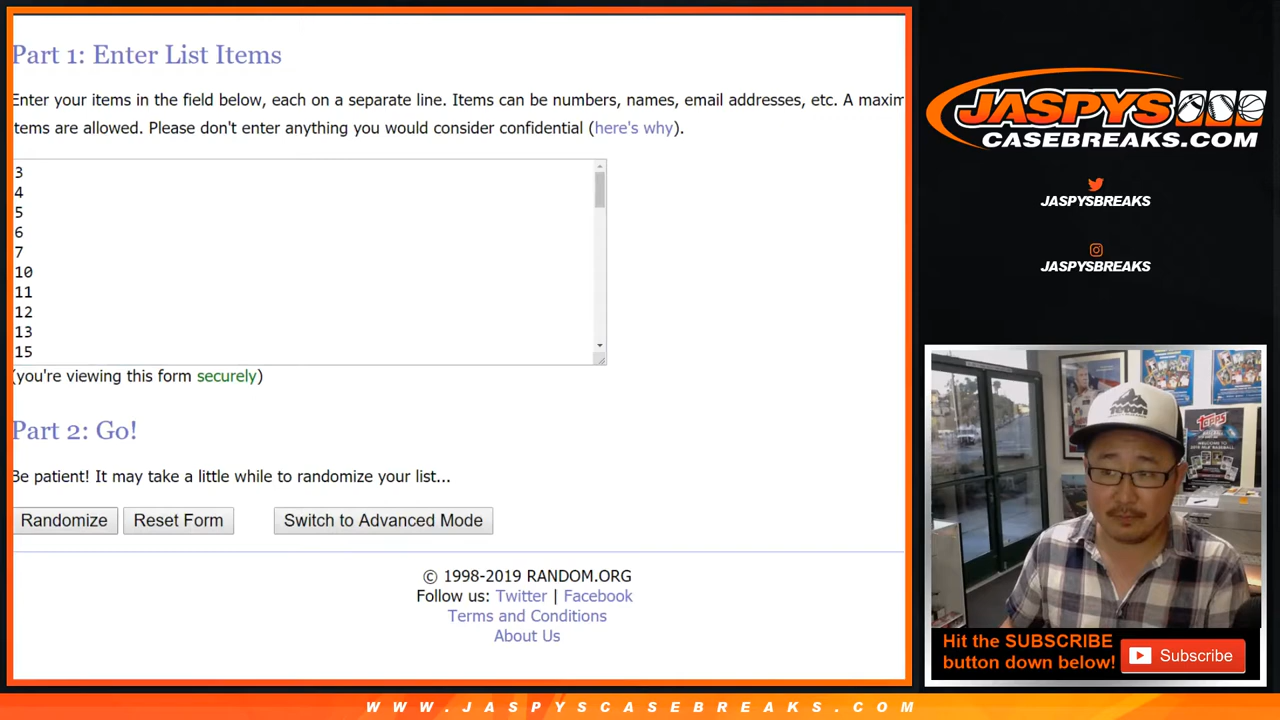 Part 1: Enter List Items
Enter your items in the field below, each on a separate line. Items can be numbers, names, email addresses, etc. A maxim
tems are allowed. Please don't enter anything you would consider confidential (here's why).
3
4
5
6
7
10
11
12
13
15
(you're viewing this form securely)
Part 2: Go!
Be patient! It may take a little while to randomize your list...
Randomize Reset Form Switch to Advanced Mode
© 1998-2019 RANDOM.ORG
Follow us: Twitter | Facebook
Terms and Conditions
About Us
JASPYS
CASEBREAKS.COM
JASPYSBREAKS
JASPYSBREAKS
Teton
topps
Hit the SUBSCRIBE
button down below!
Subscribe
WWW.JASPYSCASEBREAKS.COM